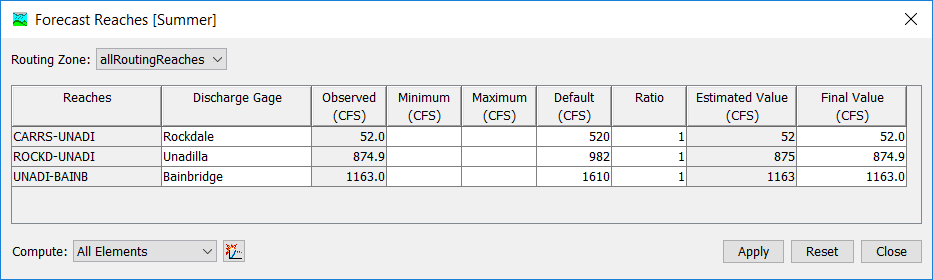 Forecast Reaches [Summer]
Routing Zone: allRoutingReaches
Reaches Discharge Gage Observed (CFS) Minimum (CFS) Maximum (CFS) Default (CFS) Ratio Estimated Value (CFS) Final Value (CFS)
CARRS-UNADI Rockdale 52.0 520 1 52 52.0
ROCKD-UNADI Unadilla 874.9 982 1 875 874.9
UNADI-BAINB Bainbridge 1163.0 1610 1 1163 1163.0
Compute: All Elements Apply Reset Close